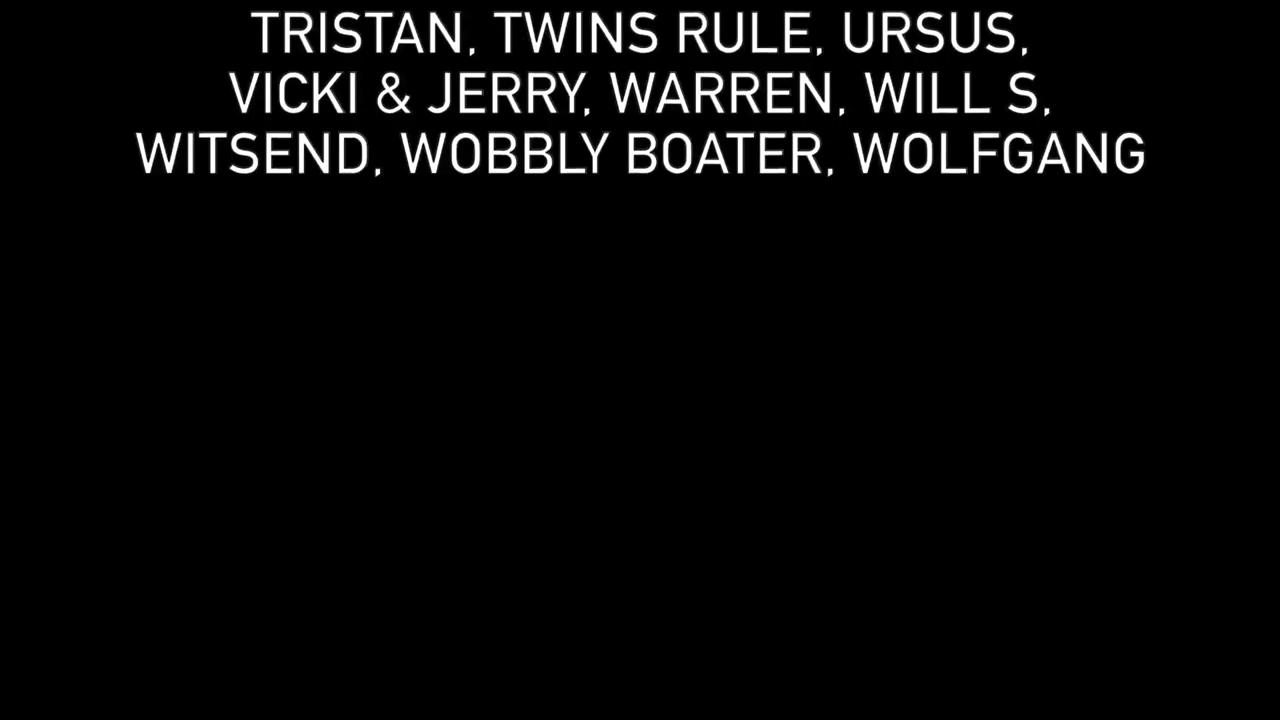 TRISTAN, TWINS RULE, URSUS,
VICKI & JERRY, WARREN, WILL S,
WITSEND, WOBBLY BOATER, WOLFGANG